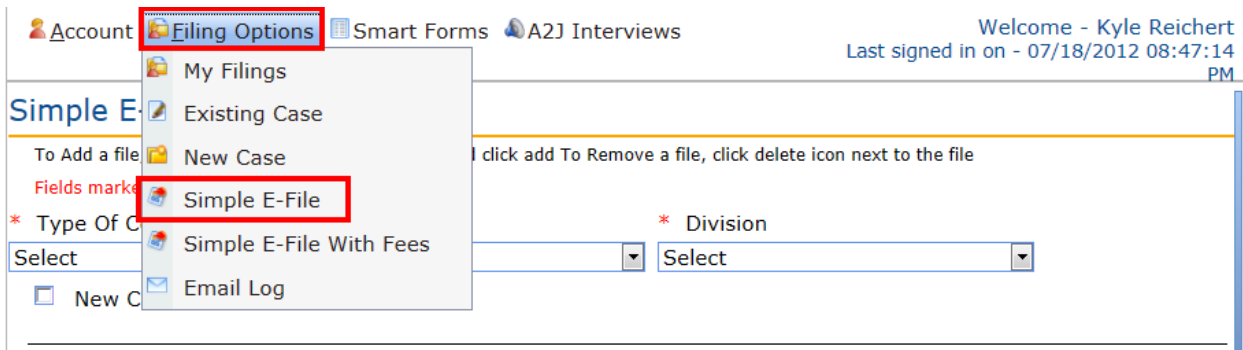 Account Filing Options Smart Forms A2J Interviews
Welcome - Kyle Reichert
Last signed in on - 07/18/2012 08:47:14
PM
My Filings
Existing Case
New Case
Simple E-File
Simple E-File With Fees
Email Log
Simple E-
To Add a file, click add To Remove a file, click delete icon next to the file
Fields marke
* Type Of C
* Division
Select
Select
New C